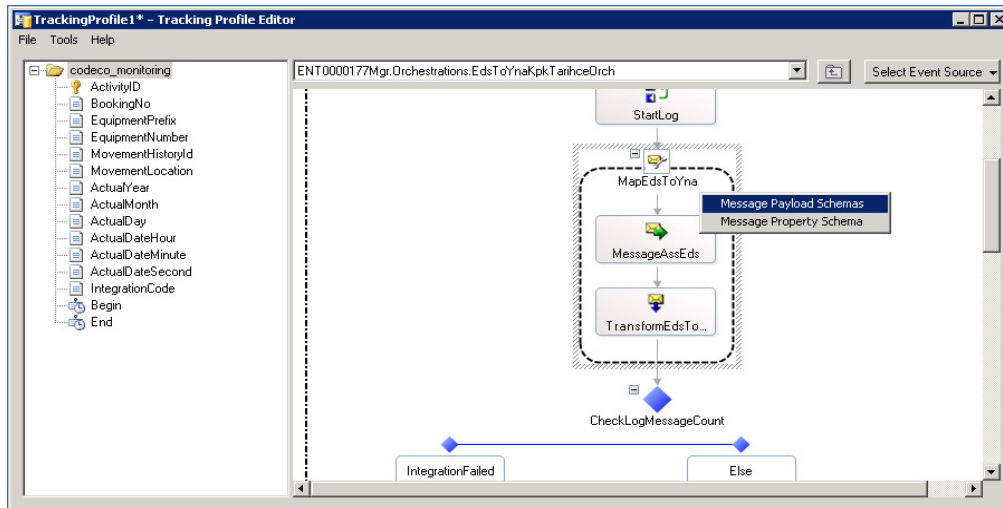 TrackingProfile1* - Tracking Profile Editor
File Tools Help
codeco_monitoring
ActivityID
BookingNo
EquipmentPrefix
EquipmentNumber
MovementHistoryId
MovementLocation
ActualYear
ActualMonth
ActualDay
ActualDateHour
ActualDateMinute
ActualDateSecond
IntegrationCode
Begin
End
ENT0000177Mgr.Orchestrations.EdsToYnaKpkTarihceOrch
Select Event Source
StartLog
MapEdsToYna
Message Payload Schemas
Message Property Schema
MessageAssEds
TransformEdsTo...
CheckLogMessageCount
IntegrationFailed Else